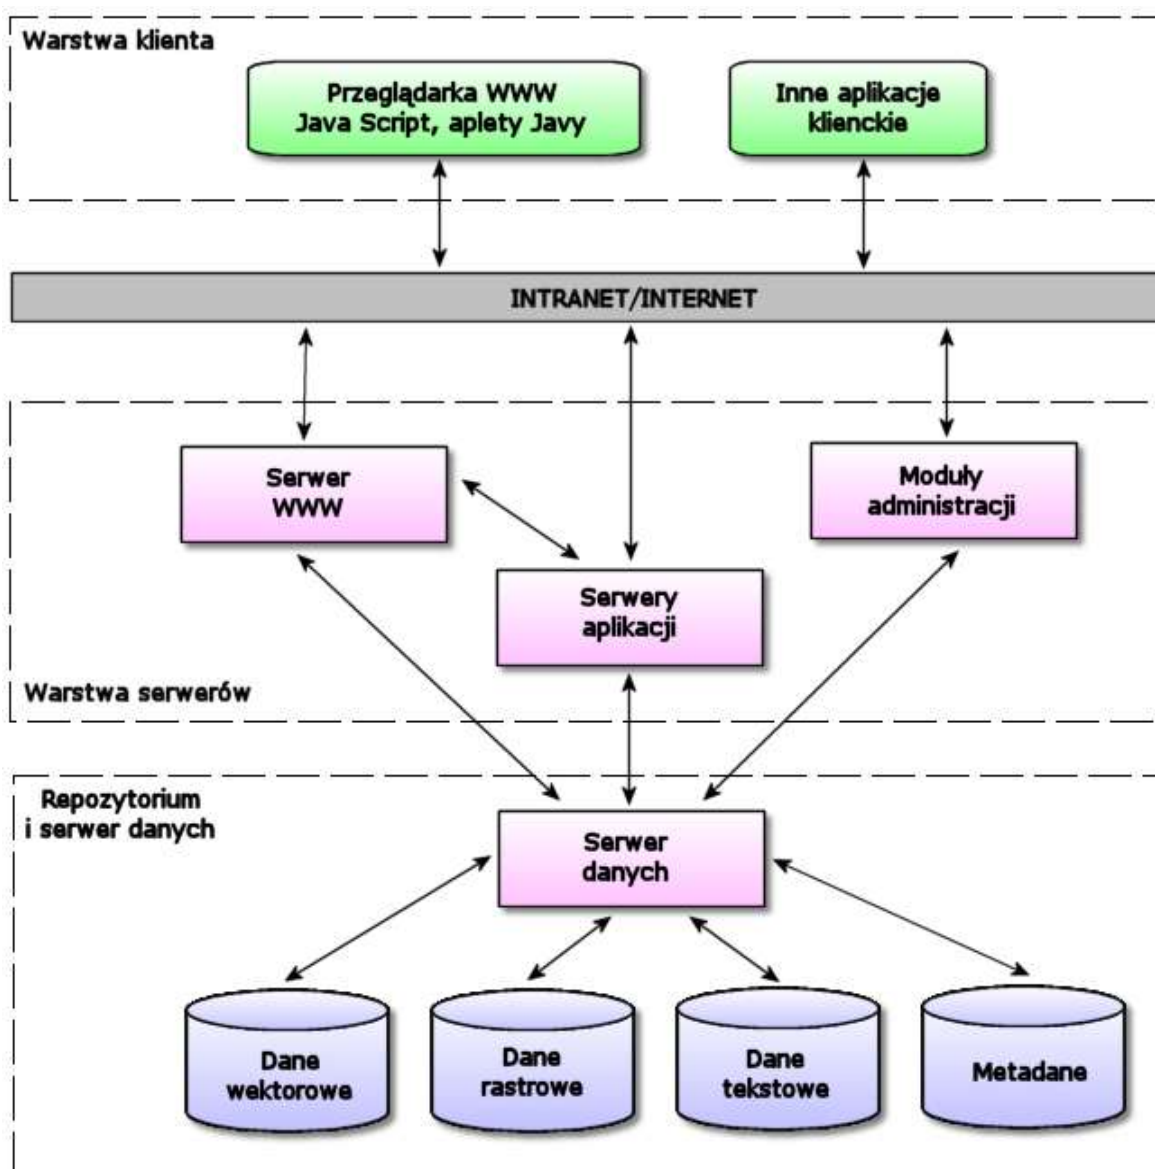 Warstwa klienta
Przeglądarka WWW
Java Script, aplety Javy
Inne aplikacje
klienckie
INTRANET/INTERNET
Serwer
WWW
Moduły
administracji
Serwery
aplikacji
Warstwa serwerów
Repozytorium
i serwer danych
Serwer
danych
Dane
wektorowe
Dane
rastrowe
Dane
tekstowe
Metadane